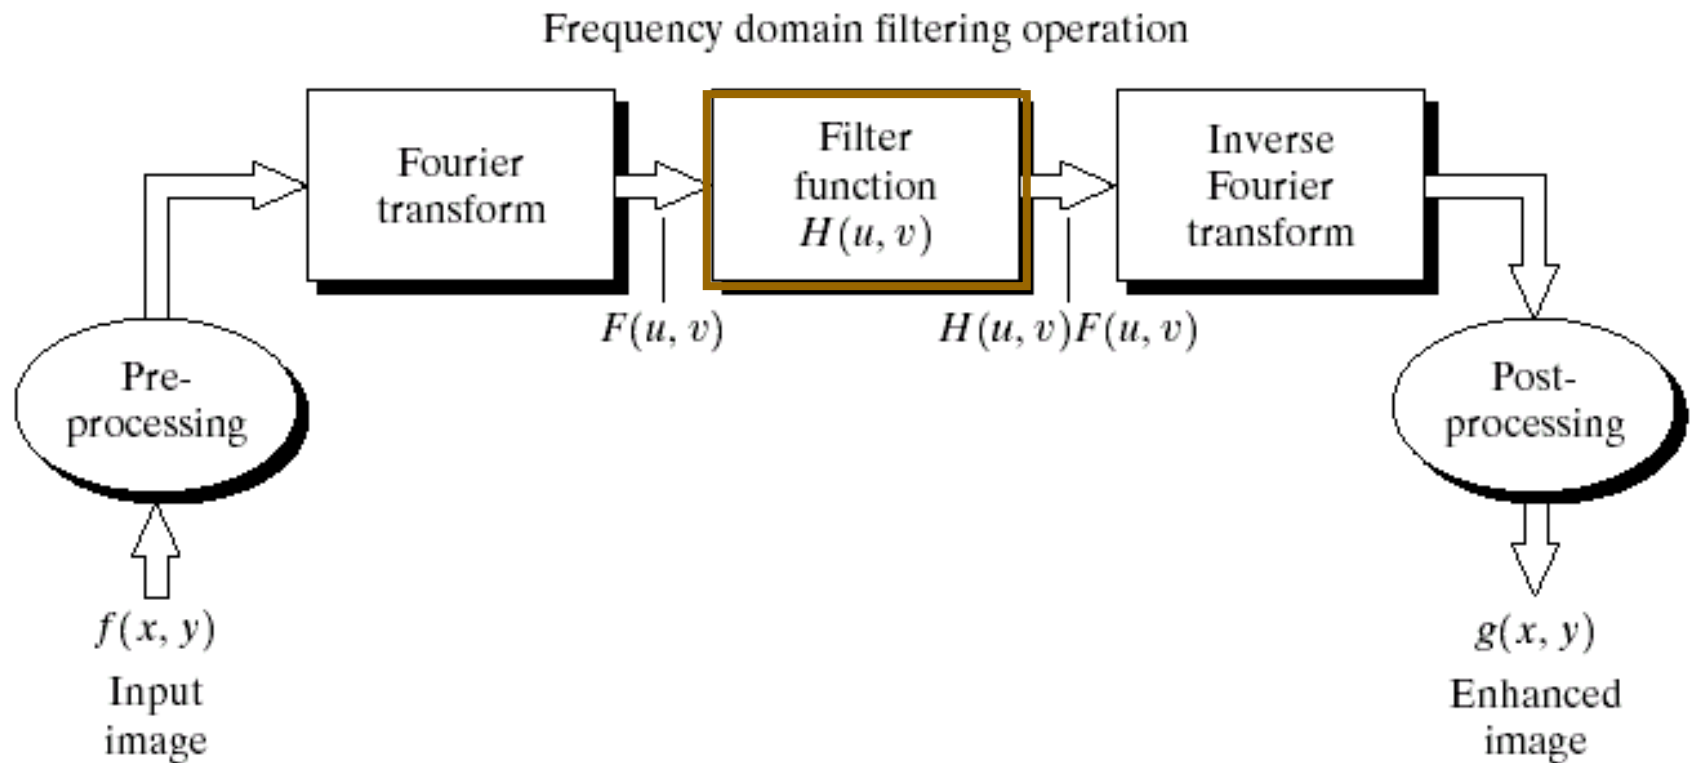 Frequency domain filtering operation
Fourier
transform
Filter
function
H(u, v)
Inverse
Fourier
transform
F(u, v)
H(u, v)F(u, v)
Pre-
processing
Post-
processing
f(x, y)
Input
image
g(x, y)
Enhanced
image